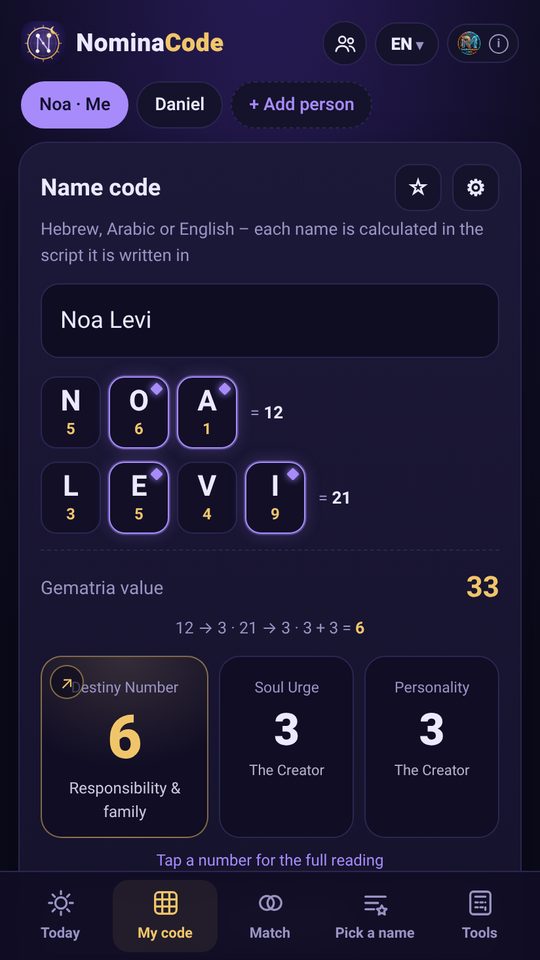 NominaCode
EN ▾
Noa · Me
Daniel
+ Add person
Name code
Hebrew, Arabic or English – each name is calculated in the
script it is written in
Noa Levi
N O A
5 6 1
= 12
L E V I
3 5 4 9
= 21
Gematria value
33
12 → 3 · 21 → 3 · 3 + 3 = 6
Destiny Number
6
Responsibility &
family
Soul Urge
3
The Creator
Personality
3
The Creator
Tap a number for the full reading
Today
My code
Match
Pick a name
Tools